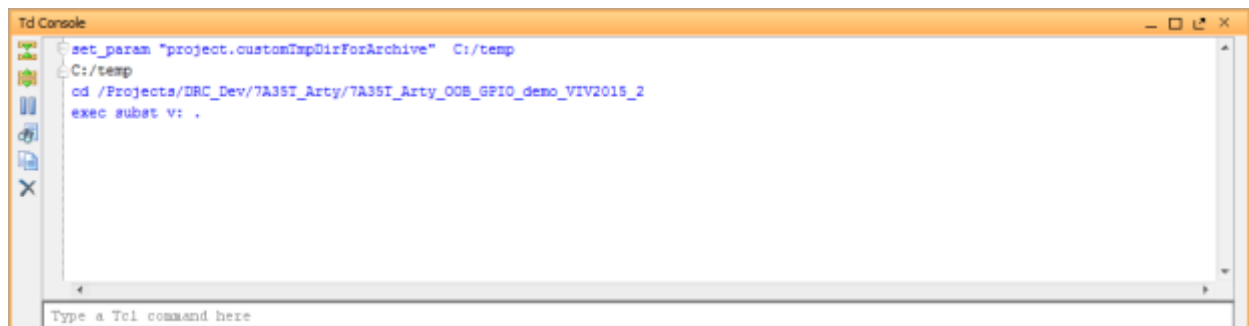 Tcl Console
set_param "project.customTmpDirForArchive" C:/temp
C:/temp
cd /Projects/DRC_Dev/7A35T_Arty/7A35T_Arty_OOB_GPIO_demo_VIV2015_2
exec subst v: .
Type a Tcl command here